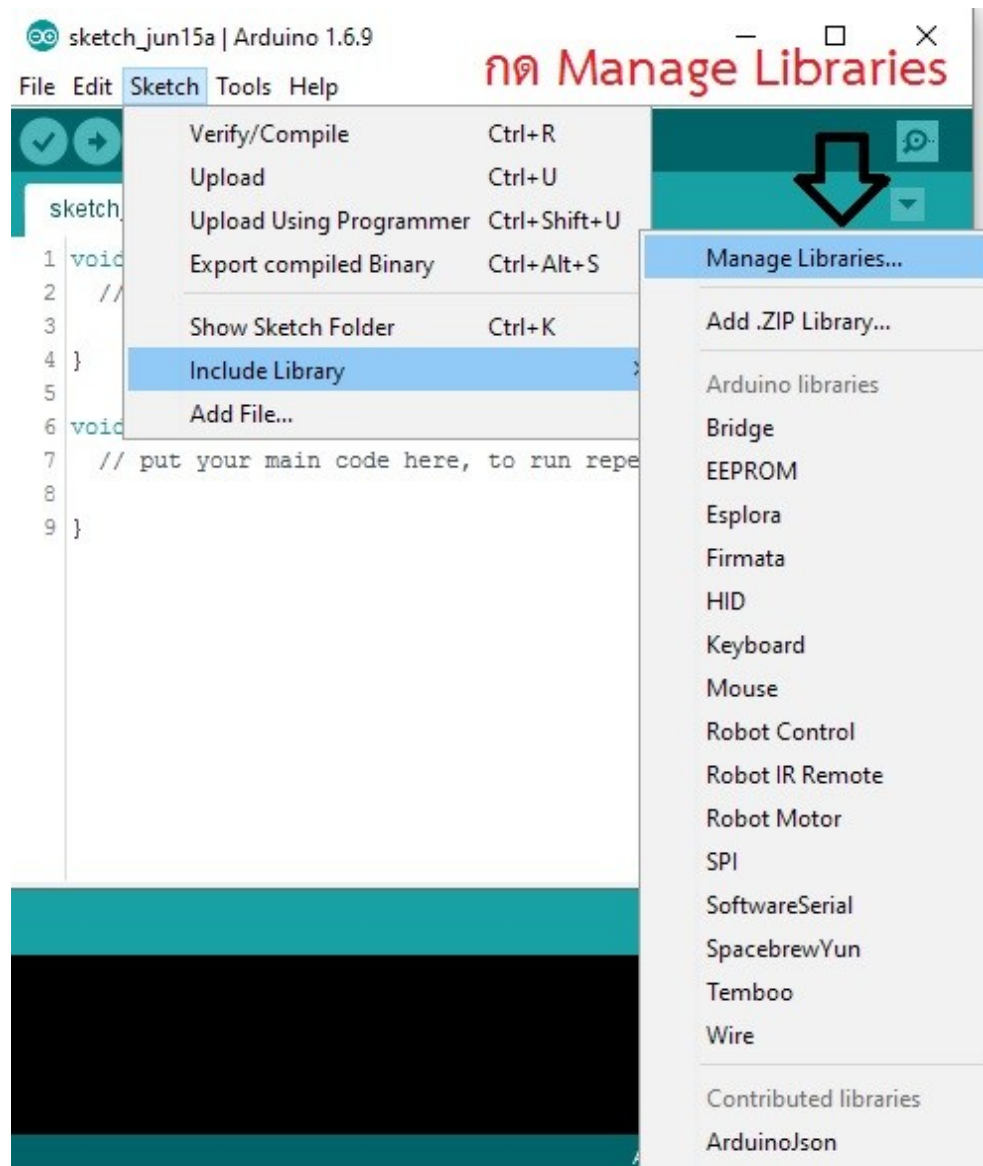 sketch_jun15a | Arduino 1.6.9
กด Manage Libraries
File Edit Sketch Tools Help
Verify/Compile Ctrl+R
Upload Ctrl+U
Upload Using Programmer Ctrl+Shift+U
Export compiled Binary Ctrl+Alt+S
Show Sketch Folder Ctrl+K
Include Library
Add File...
Manage Libraries...
Add .ZIP Library...
Arduino libraries
Bridge
EEPROM
Esplora
Firmata
HID
Keyboard
Mouse
Robot Control
Robot IR Remote
Robot Motor
SPI
SoftwareSerial
SpacebrewYun
Temboo
Wire
Contributed libraries
ArduinoJson
sketch_
1 void
2 //
3
4 }
5
6 void
7 // put your main code here, to run repe
8
9 }